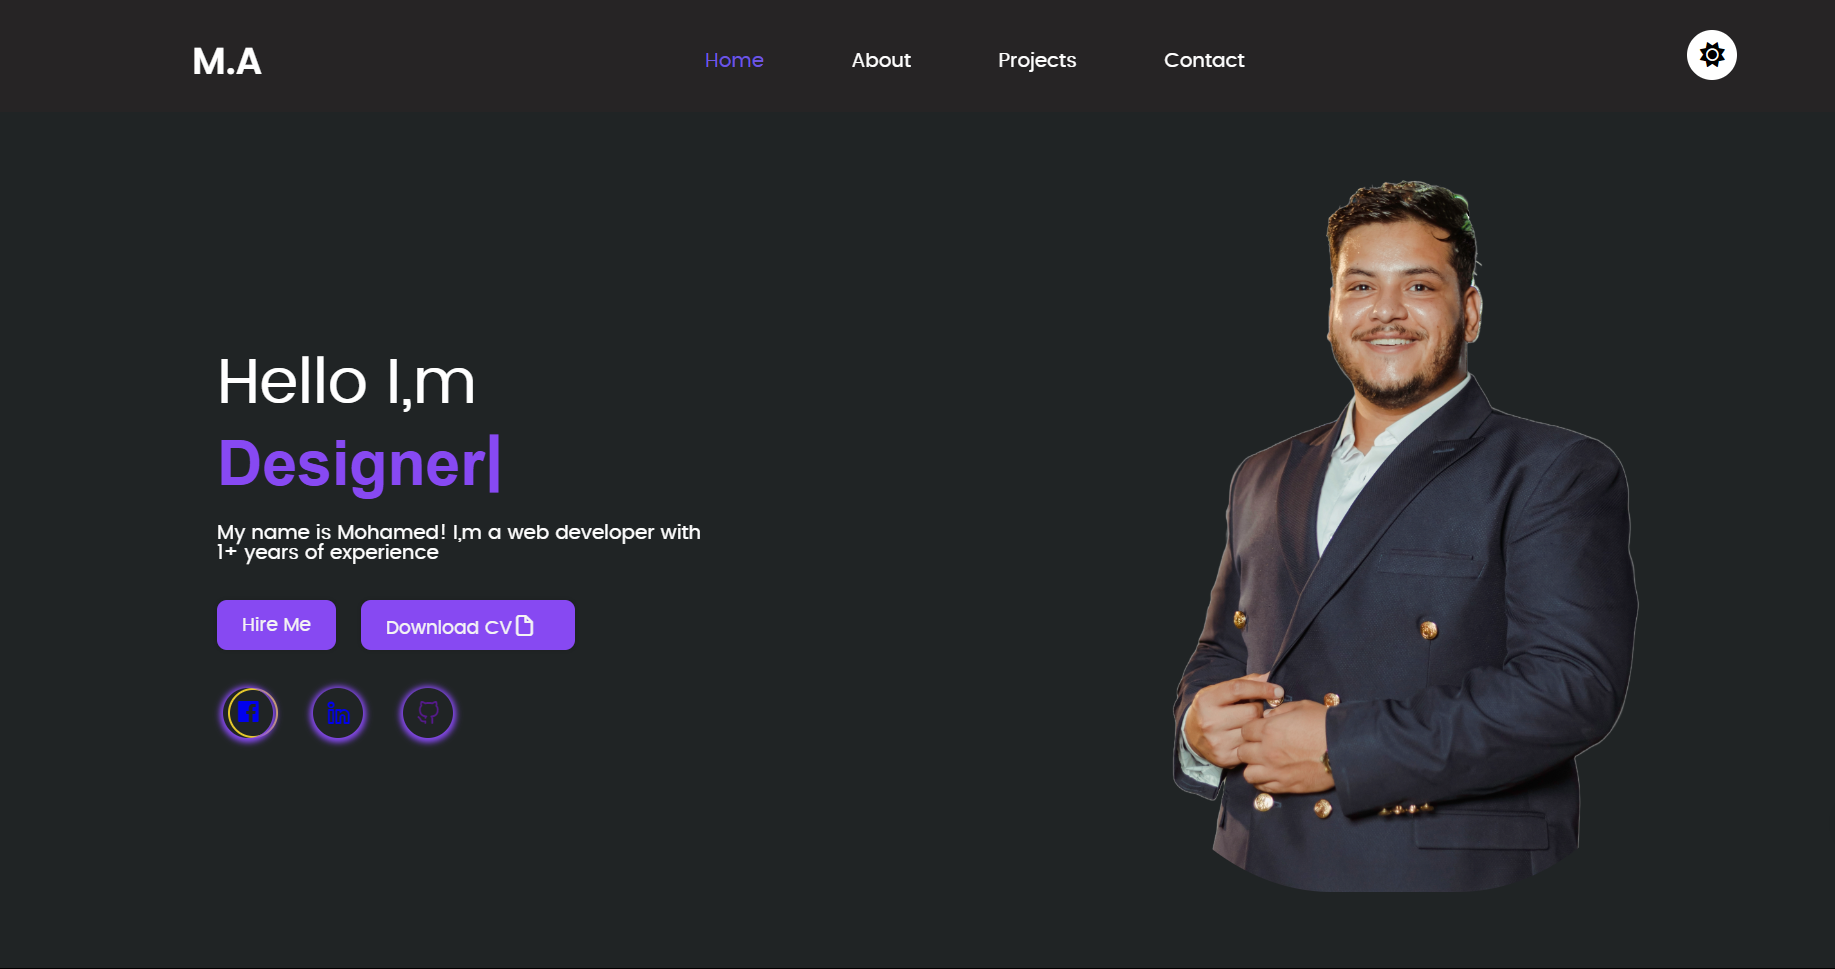 M.A
Home
About
Projects
Contact
Hello I,m
Designer|
My name is Mohamed! I,m a web developer with
1+ years of experience
Hire Me
Download CV